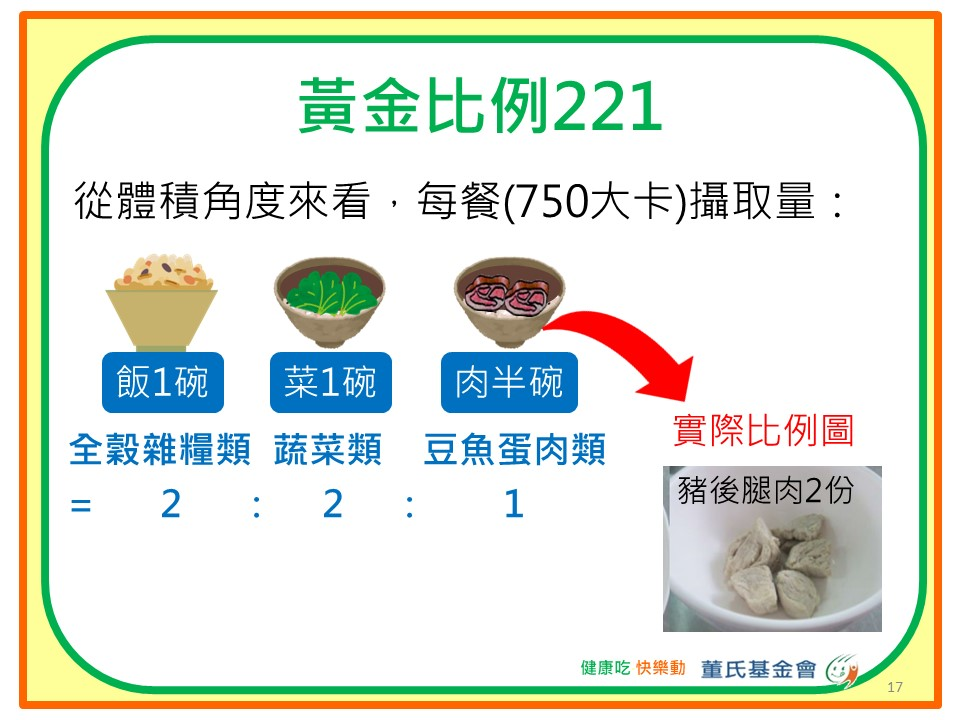 黃金比例221
從體積角度來看，每餐(750大卡)攝取量：
飯1碗 菜1碗 肉半碗
實際比例圖
全穀雜糧類 蔬菜類 豆魚蛋肉類
= 2 : 2 : 1
豬後腿肉2份
健康吃 快樂動 董氏基金會
17